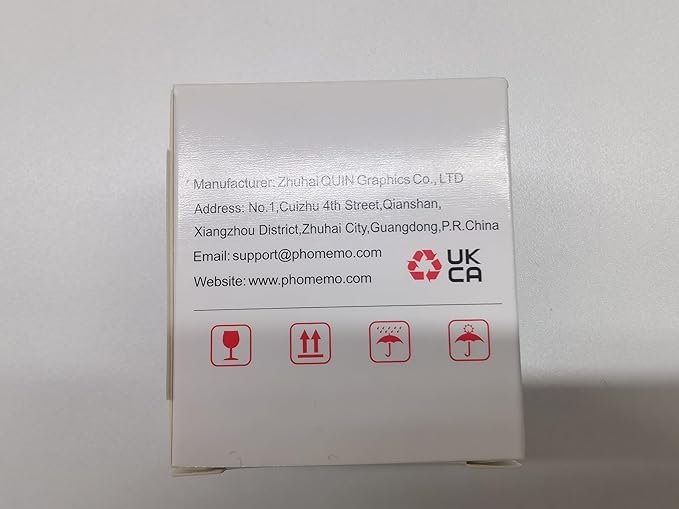 Manufacturer: Zhuhai QUIN Graphics Co., LTD
Address: No.1,Cuizhu 4th Street,Qianshan,
Xiangzhou District,Zhuhai City,Guangdong,P.R.China
Email: support@phomemo.com
Website: www.phomemo.com
UK
CA